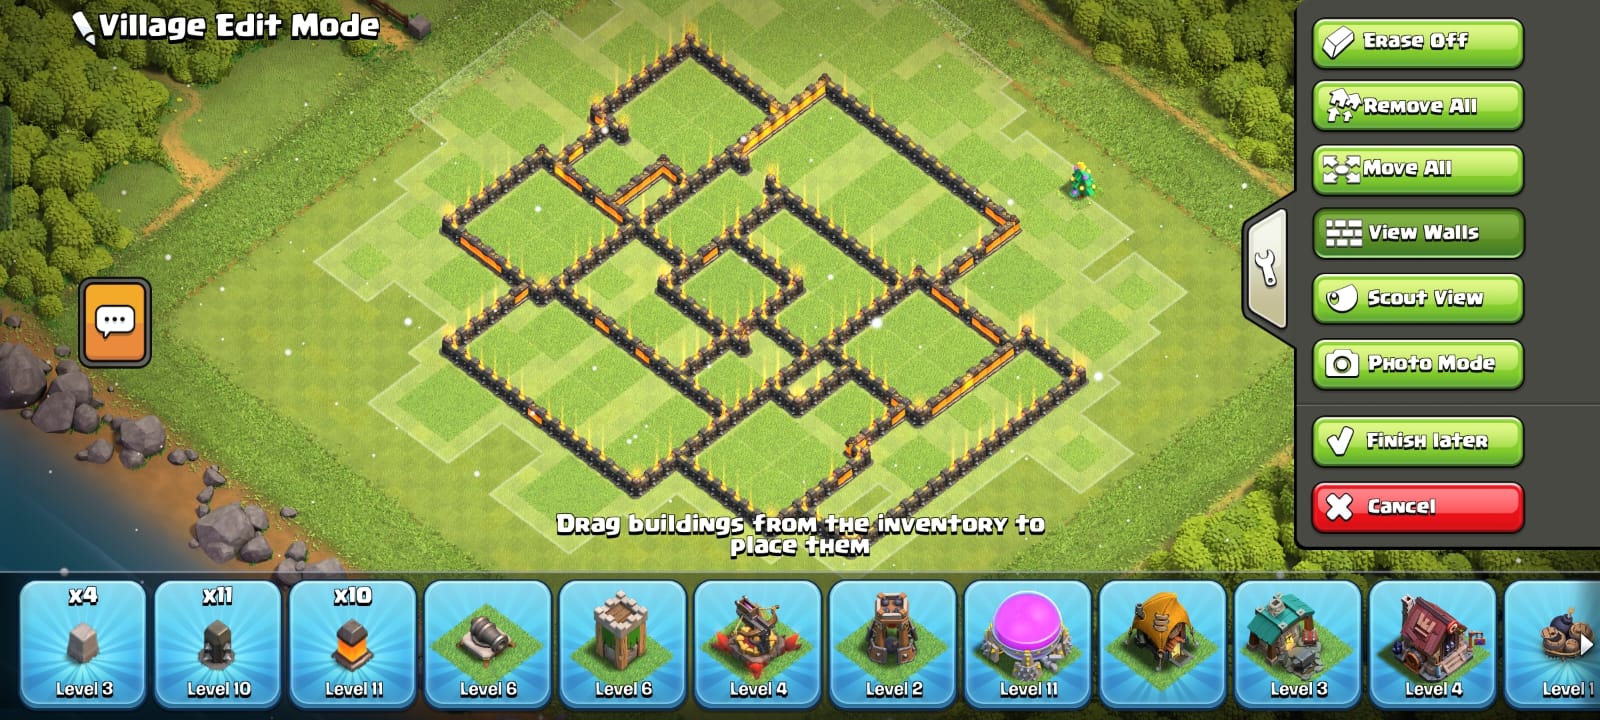 Village Edit Mode
Erase Off
Remove All
Move All
View Walls
Scout View
Photo Mode
Finish later
Cancel
Drag buildings from the inventory to
place them
x4
x11
x10
Level 3
Level 10
Level 11
Level 6
Level 6
Level 4
Level 2
Level 11
Level 3
Level 4
Level 1